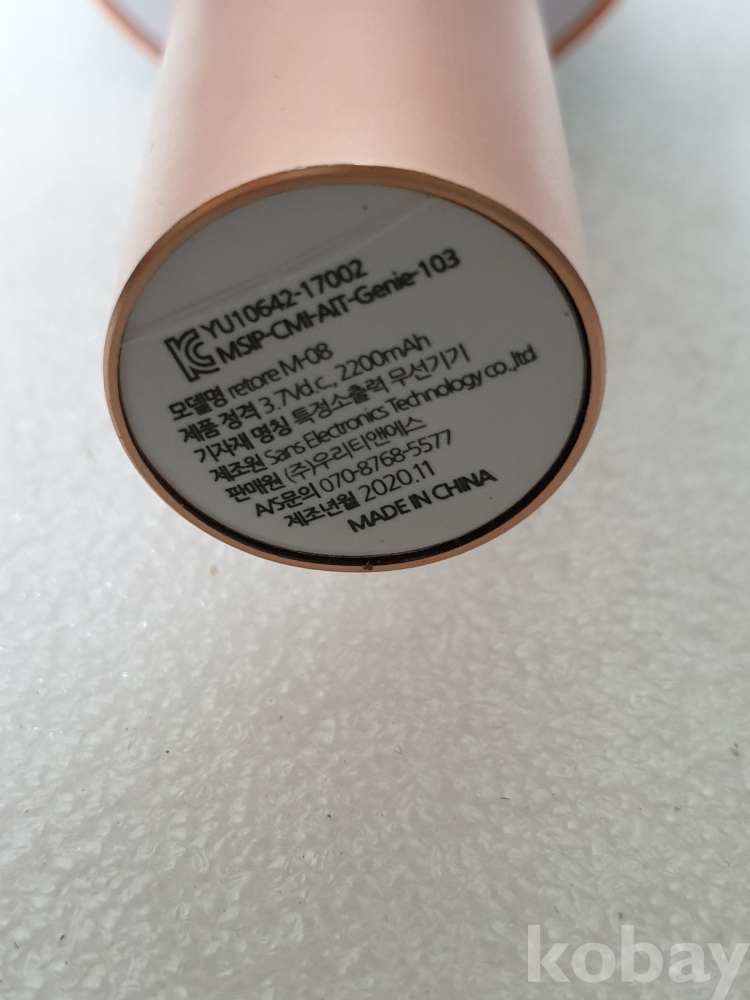 YU10642-17002
MSIP-CMI-AIT-Genie-103
모델명 retore M-08
제품 정격 3.7Vd.c., 2200mAh
기자재 명칭 특정소출력 무선기기
제조원 Sans Electronics Technology co.,ltd
판매원 (주)우리티앤에스
A/S문의 070-8768-5577
제조년월 2020.11
MADE IN CHINA
kobay